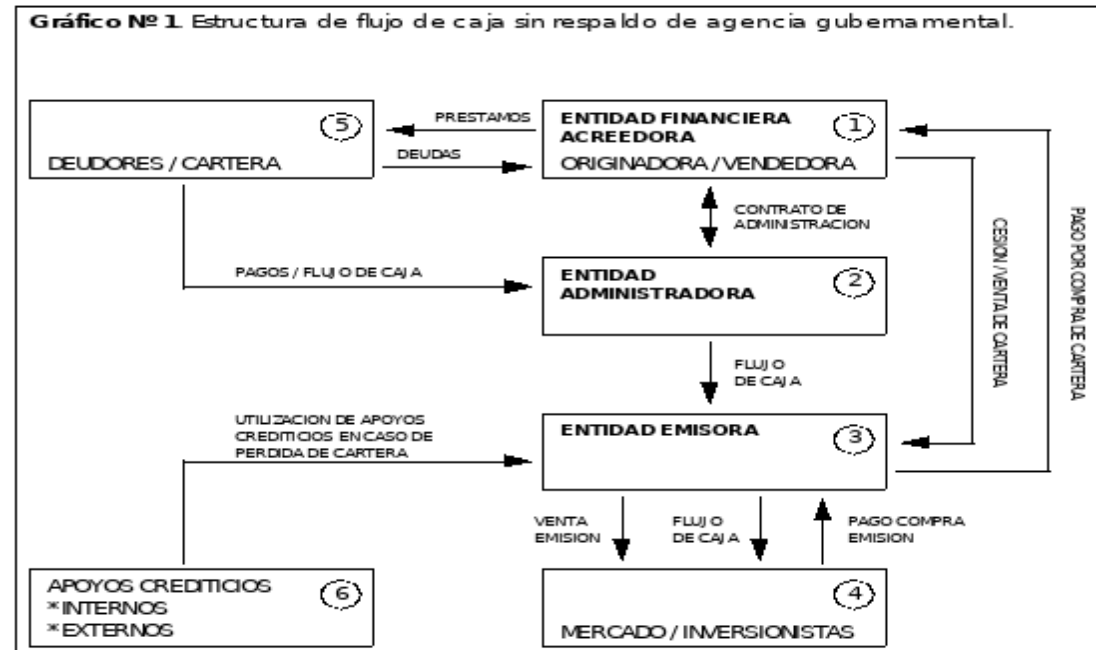 Gráfico Nº 1. Estructura de flujo de caja sin respaldo de agencia gubernamental.
5
DEUDORES / CARTERA
PRESTAMOS
DEUDAS
ENTIDAD FINANCIERA
ACREEDORA
1
ORIGINADORA / VENDEDORA
CONTRATO DE
ADMINISTRACION
PAGOS / FLUJO DE CAJA
ENTIDAD
ADMINISTRADORA
2
CESION / VENTA DE CARTERA
PAGO POR COMPRA DE CARTERA
FLUJO
DE CAJA
UTILIZACION DE APOYOS
CREDITICIOS EN CASO DE
PERDIDA DE CARTERA
ENTIDAD EMISORA
3
VENTA
EMISION
FLUJO
DE CAJA
PAGO COMPRA
EMISION
APOYOS CREDITICIOS
* INTERNOS
* EXTERNOS
6
4
MERCADO / INVERSIONISTAS